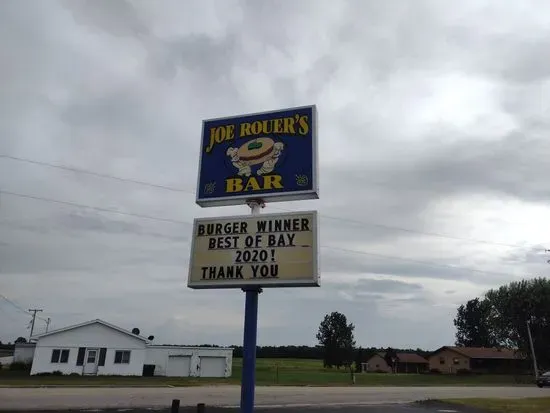 JOE ROUER'S
BAR
BURGER WINNER
BEST OF BAY
2020!
THANK YOU